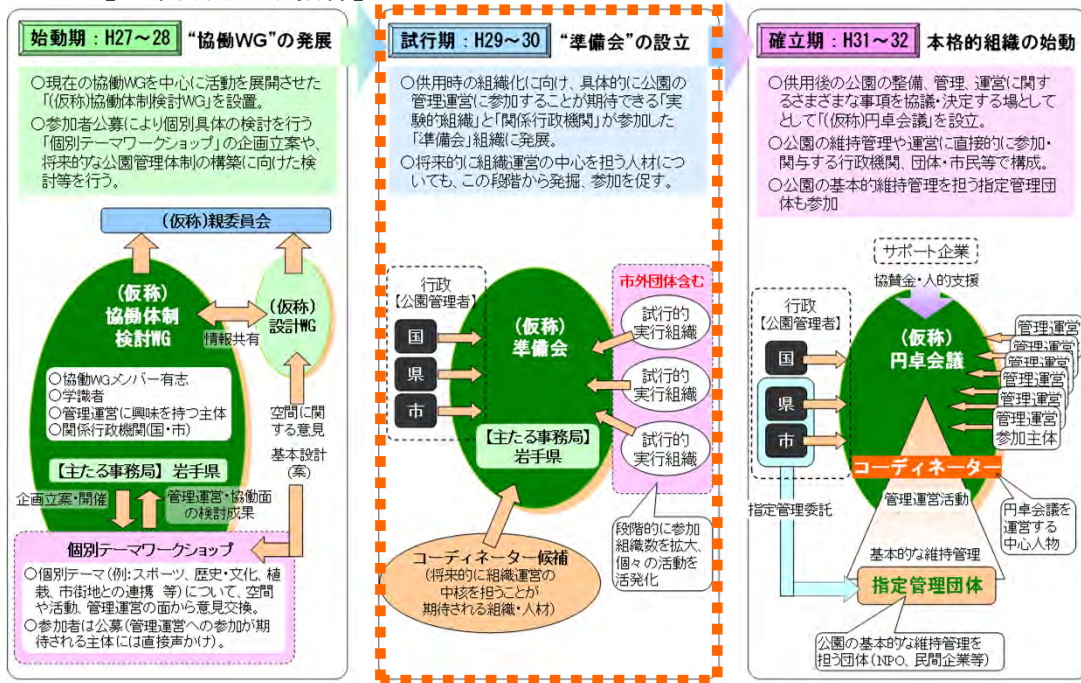 始動期：H27～28 “協働WG”の発展
○現在の協働WGを中心に活動を展開させた
「(仮称)協働体制検討WG」を設置。
○参加者公募により個別具体の検討を行う
「個別テーマワークショップ」の企画立案や、
将来的な公園管理体制の構築に向けた検
討等を行う。
(仮称)親委員会
(仮称)
協働体制
検討WG
情報共有
(仮称)
設計WG
○協働WGメンバー有志
○学識者
○管理運営に興味を持つ主体
○関係行政機関(国・市)
【主たる事務局】
岩手県
空間に関
する意見
基本設計
(案)
企画立案・開催
管理運営・協働面
の検討成果
個別テーマワークショップ
○個別テーマ(例:スポーツ、歴史・文化、植
栽、市街地との連携 等)について、空間
や活動、管理運営の面から意見交換。
○参加者は公募(管理運営への参加が期
待される主体には直接声かけ)。
試行期：H29～30 “準備会”の設立
○供用時の組織化に向け、具体的に公園の
管理運営に参加することが期待できる「実
験的組織」と「関係行政機関」が参加した
「準備会」組織に発展。
○将来的に組織運営の中心を担う人材につ
いても、この段階から発掘、参加を促す。
行政
【公園管理者】
国
県
市
(仮称)
準備会
【主たる事務局】
岩手県
市外団体含む
試行的
実行組織
試行的
実行組織
試行的
実行組織
段階的に参加
組織数を拡大、
個々の活動を
活発化
コーディネーター候補
(将来的に組織運営の
中核を担うことが
期待される組織・人材)
確立期：H31～32 本格的組織の始動
○供用後の公園の整備、管理、運営に関す
るさまざまな事項を協議・決定する場として
として「(仮称)円卓会議」を設立。
○公園の維持管理や運営に直接的に参加・
関与する行政機関、団体・市民等で構成。
○公園の基本的維持管理を担う指定管理団
体も参加
サポート企業
協賛金・人的支援
行政
【公園管理者】
国
県
市
(仮称)
円卓会議
管理運営
管理運営
管理運営
管理運営
管理運営
管理運営
参加主体
コーディネーター
管理運営活動
円卓会議を
運営する
中心人物
指定管理委託
基本的な維持管理
指定管理団体
公園の基本的な維持管理を
担う団体(NPO、民間企業等)